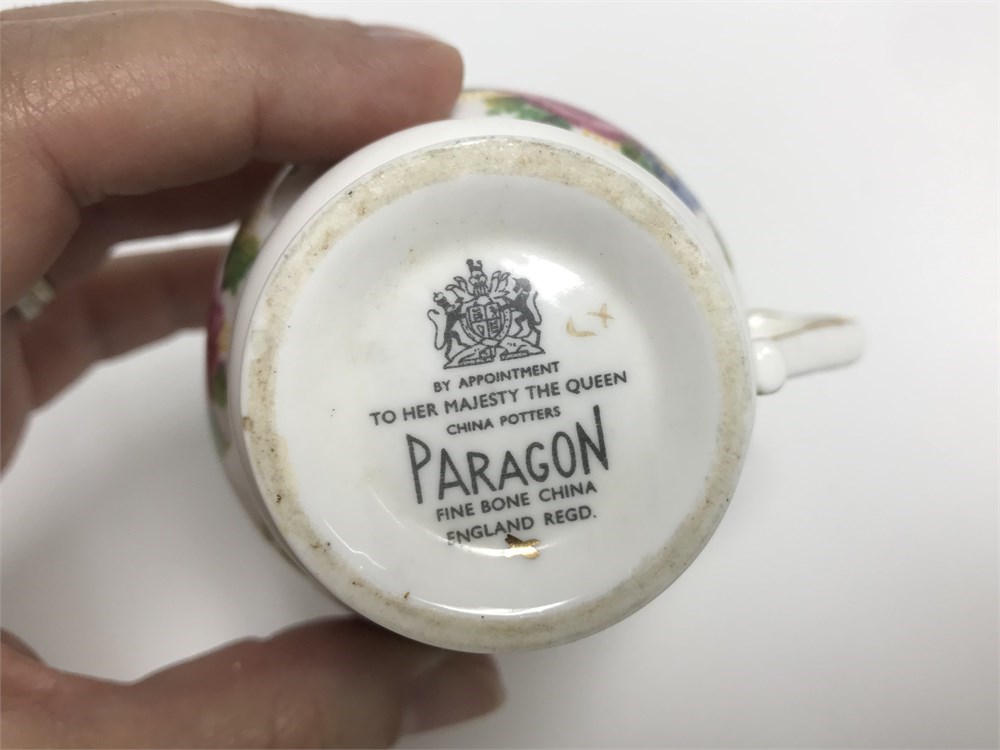 BY APPOINTMENT
TO HER MAJESTY THE QUEEN
CHINA POTTERS
PARAGON
FINE BONE CHINA
ENGLAND REGD.